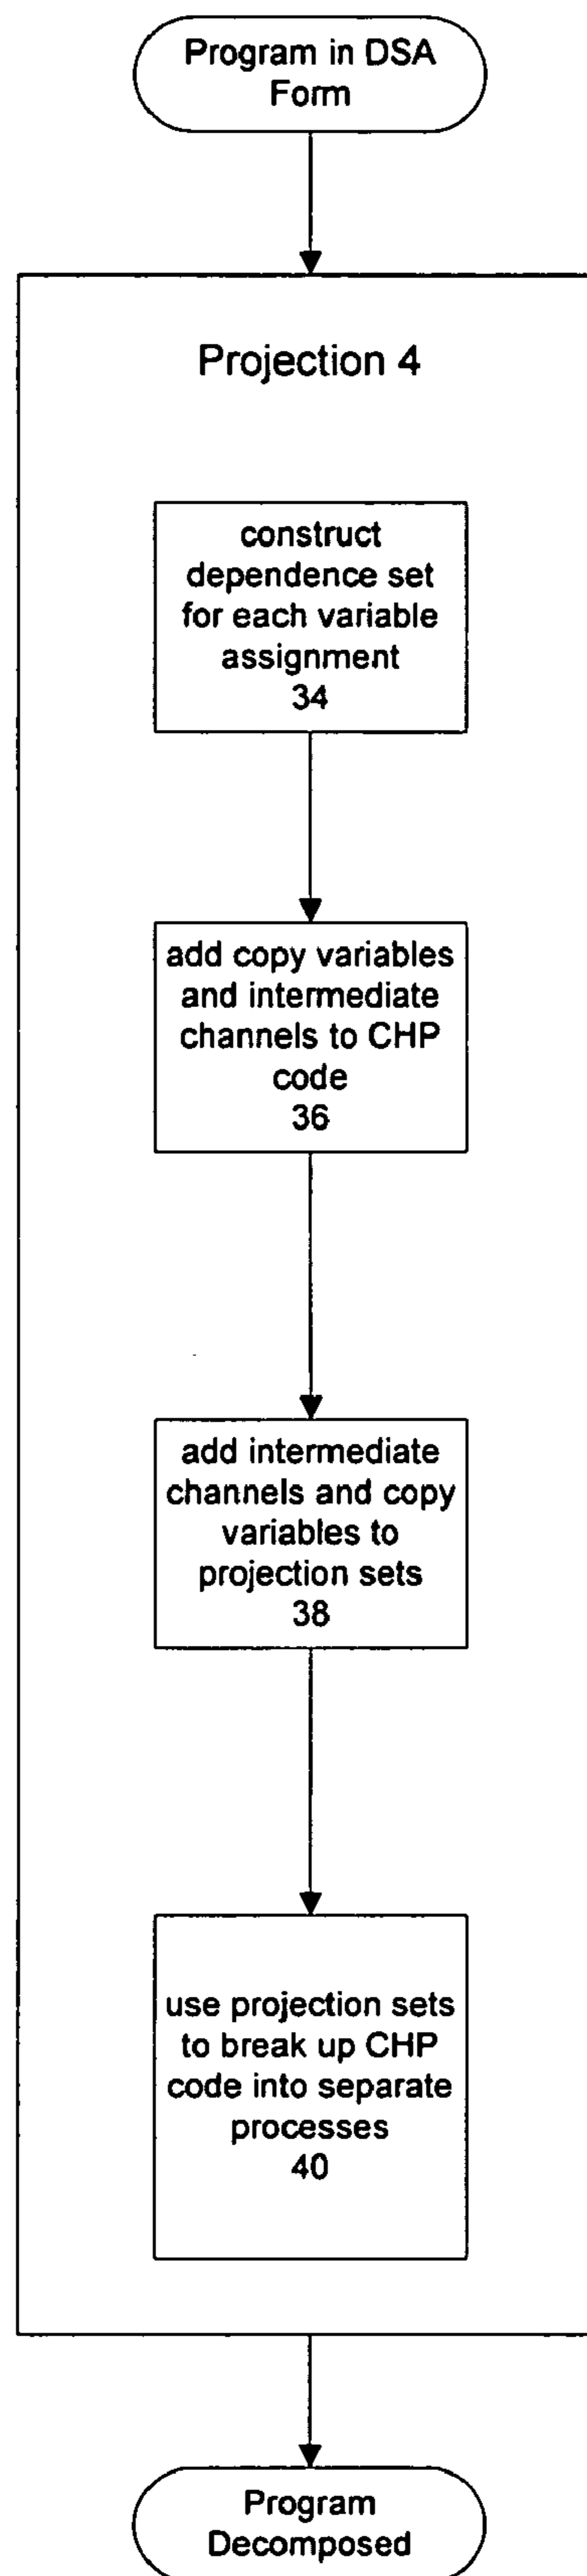 Program in DSA
Form
Projection 4
construct
dependence set
for each variable
assignment
34
add copy variables
and intermediate
channels to CHP
code
36
add intermediate
channels and copy
variables to
projection sets
38
use projection sets
to break up CHP
code into separate
processes
40
Program
Decomposed